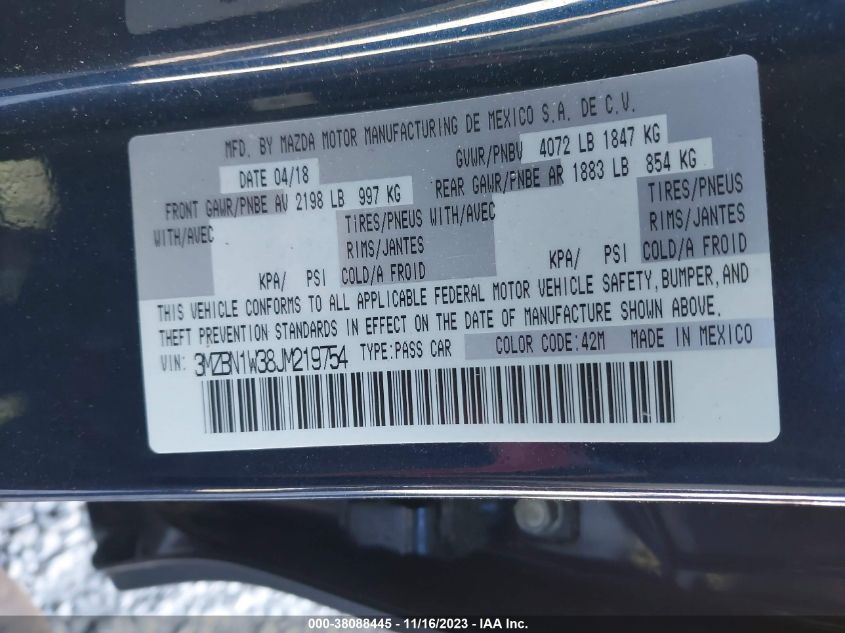 MFD. BY MAZDA MOTOR MANUFACTURING DE MEXICO S.A. DE C.V.
DATE 04/18 GVWR/PNBV 4072 LB 1847 KG
FRONT GAWR/PNBE AV 2198 LB 997 KG REAR GAWR/PNBE AR 1883 LB 854 KG
WITH/AVEC TIRES/PNEUS WITH/AVEC TIRES/PNEUS
RIMS/JANTES RIMS/JANTES
KPA/ PSI COLD/A FROID KPA/ PSI COLD/A FROID
THIS VEHICLE CONFORMS TO ALL APPLICABLE FEDERAL MOTOR VEHICLE SAFETY, BUMPER, AND
THEFT PREVENTION STANDARDS IN EFFECT ON THE DATE OF MANUFACTURE SHOWN ABOVE.
VIN: 3MZBN1W38JM219754 TYPE:PASS CAR COLOR CODE:42M MADE IN MEXICO
000-38088445 - 11/16/2023 - IAA Inc.